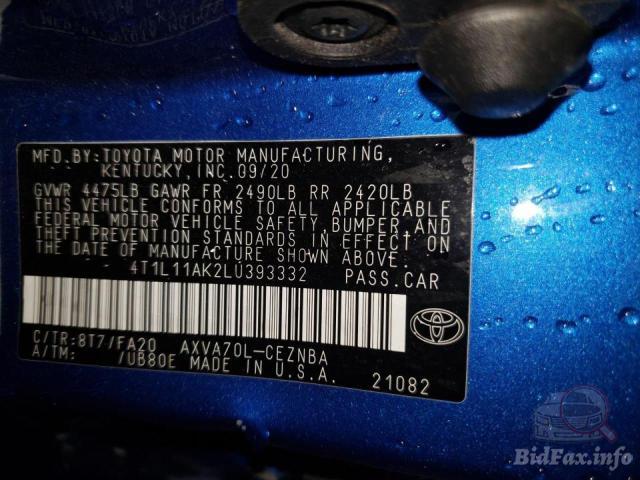 MFD.BY:TOYOTA MOTOR MANUFACTURING,
KENTUCKY,INC.09/20
GVWR 4475LB GAWR FR 2490LB RR 2420LB
THIS VEHICLE CONFORMS TO ALL APPLICABLE
FEDERAL MOTOR VEHICLE SAFETY,BUMPER,AND
THEFT PREVENTION STANDARDS IN EFFECT ON
THE DATE OF MANUFACTURE SHOWN ABOVE.
4T1L11AK2LU393332 PASS.CAR
C/TR:8T7/FA20 AXVA70L-CEZNBA
A/TM: /UB80E MADE IN U.S.A.
TOYOTA
21082
BidFax.info